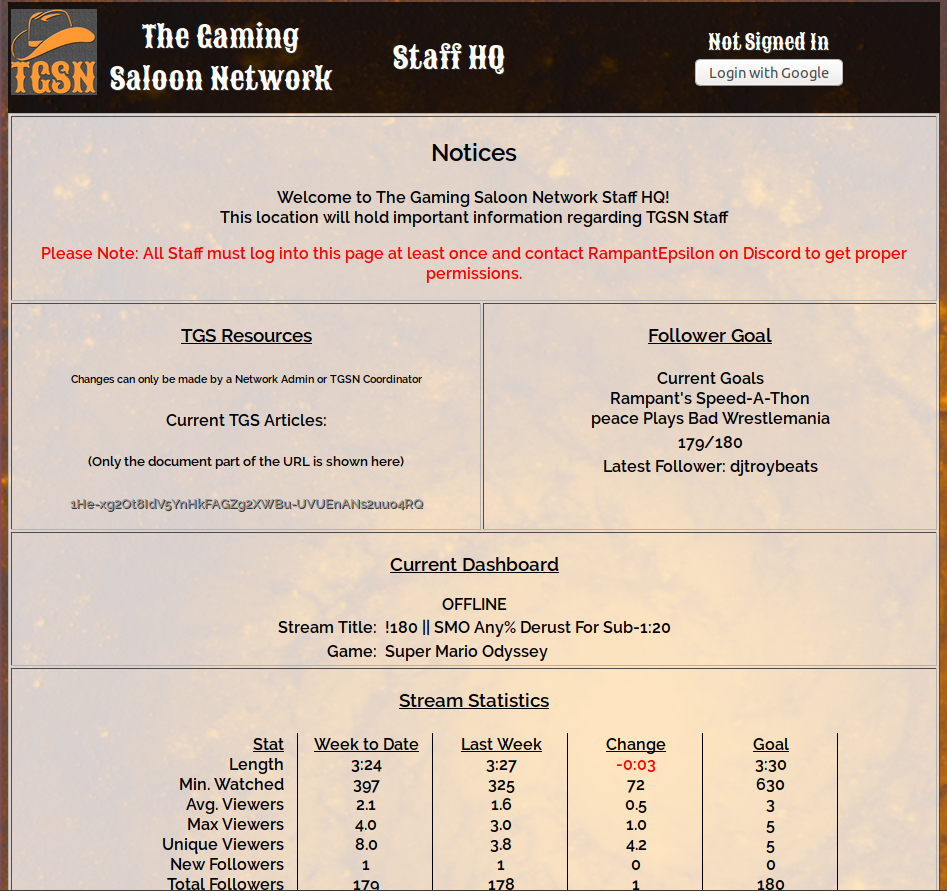 TGSN
The Gaming
Saloon Network
Staff HQ
Not Signed In
Login with Google
Notices
Welcome to The Gaming Saloon Network Staff HQ!
This location will hold important information regarding TGSN Staff
Please Note: All Staff must log into this page at least once and contact RampantEpsilon on Discord to get proper
permissions.
TGS Resources
Changes can only be made by a Network Admin or TGSN Coordinator
Current TGS Articles:
(Only the document part of the URL is shown here)
1He-xg2Ot8IdV5YnHkFAGZg2XWBu-UVUEnANs2uuo4RQ
Follower Goal
Current Goals
Rampant's Speed-A-Thon
peace Plays Bad Wrestlemania
179/180
Latest Follower: djtroybeats
Current Dashboard
OFFLINE
Stream Title: !180 || SMO Any% Derust For Sub-1:20
Game: Super Mario Odyssey
Stream Statistics
Stat Week to Date Last Week Change Goal
Length 3:24 3:27 -0:03 3:30
Min. Watched 397 325 72 630
Avg. Viewers 2.1 1.6 0.5 3
Max Viewers 4.0 3.0 1.0 5
Unique Viewers 8.0 3.8 4.2 5
New Followers 1 1 0 0
Total Followers 179 178 1 180